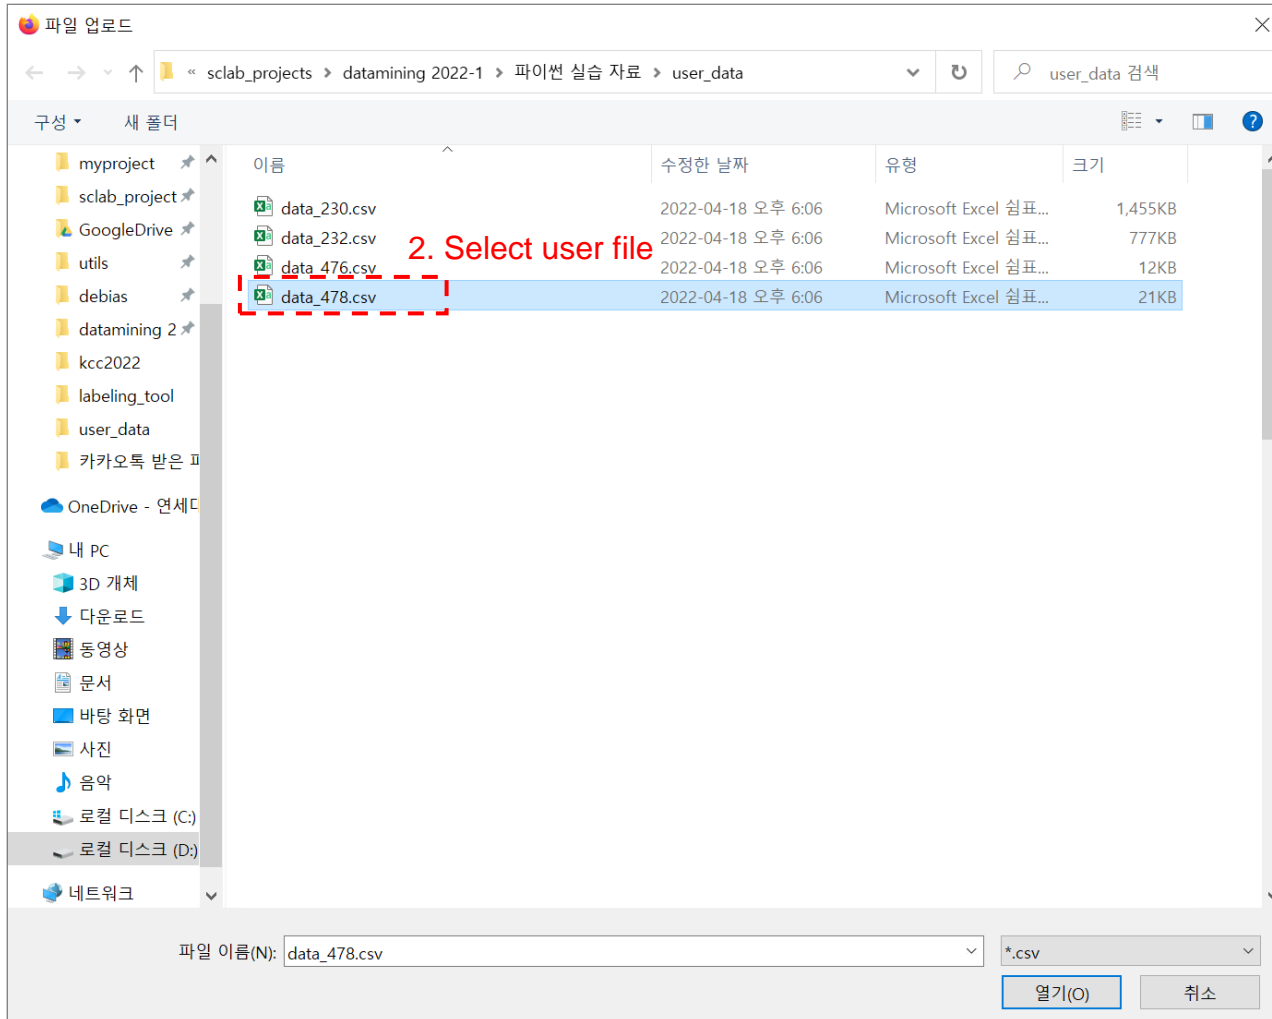 파일 업로드
« sclab_projects > datamining 2022-1 > 파이썬 실습 자료 > user_data
user_data 검색
구성
새 폴더
myproject
sclab_project
GoogleDrive
utils
debias
datamining 2
kcc2022
labeling_tool
user_data
카카오톡 받은 파
OneDrive - 연세대
내 PC
3D 개체
다운로드
동영상
문서
바탕 화면
사진
음악
로컬 디스크 (C:)
로컬 디스크 (D:)
네트워크
이름 수정한 날짜 유형 크기
data_230.csv 2022-04-18 오후 6:06 Microsoft Excel 쉼표... 1,455KB
data_232.csv 2022-04-18 오후 6:06 Microsoft Excel 쉼표... 777KB
2. Select user file
data_476.csv 2022-04-18 오후 6:06 Microsoft Excel 쉼표... 12KB
data_478.csv 2022-04-18 오후 6:06 Microsoft Excel 쉼표... 21KB
파일 이름(N): data_478.csv
*.csv
열기(O)
취소